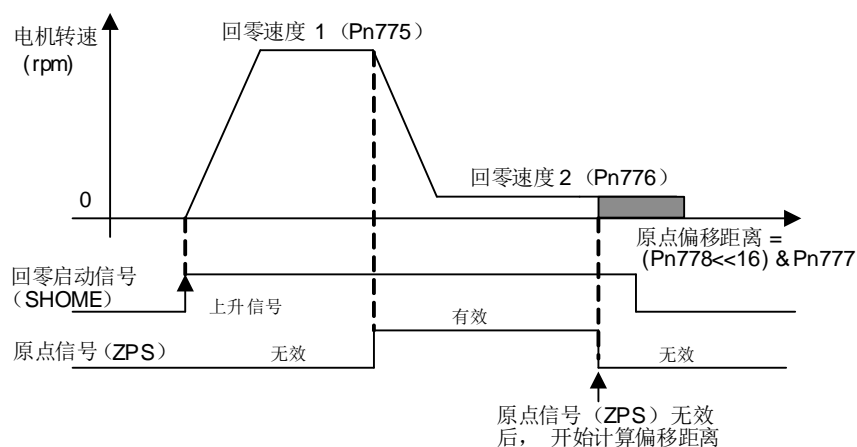 电机转速
(rpm)
回零速度 1（Pn775）
回零速度 2（Pn776）
0
原点偏移距离 =
(Pn778<<16) & Pn777
回零启动信号
（SHOME）
上升信号
有效
原点信号（ZPS）
无效
无效
原点信号（ZPS）无效
后， 开始计算偏移距离